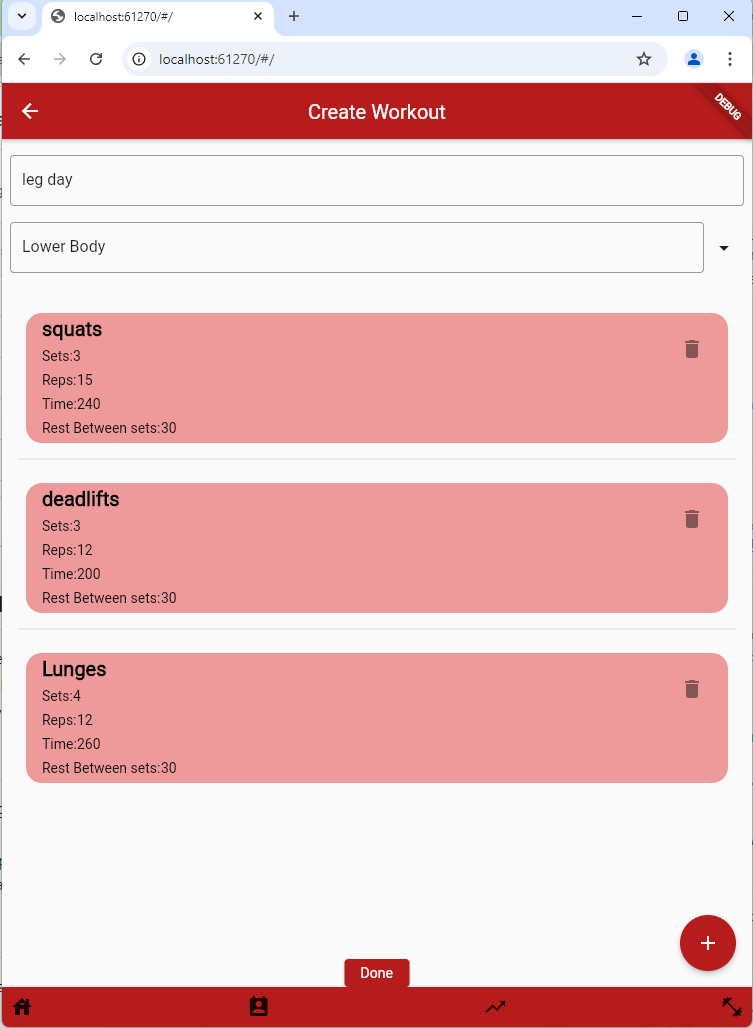 localhost:61270/#/
localhost:61270/#/
Create Workout
DEBUG
leg day
Lower Body
squats
Sets:3
Reps:15
Time:240
Rest Between sets:30
deadlifts
Sets:3
Reps:12
Time:200
Rest Between sets:30
Lunges
Sets:4
Reps:12
Time:260
Rest Between sets:30
Done